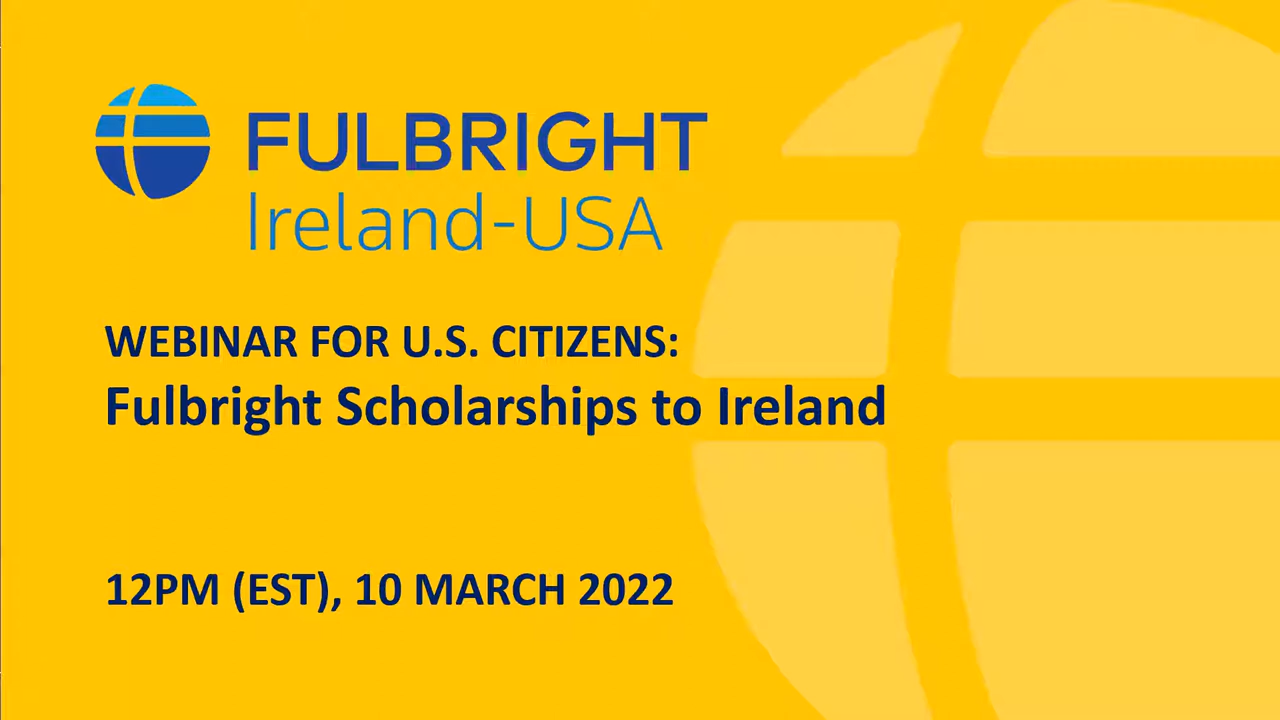 FULBRIGHT
Ireland-USA
WEBINAR FOR U.S. CITIZENS:
Fulbright Scholarships to Ireland
12PM (EST), 10 MARCH 2022